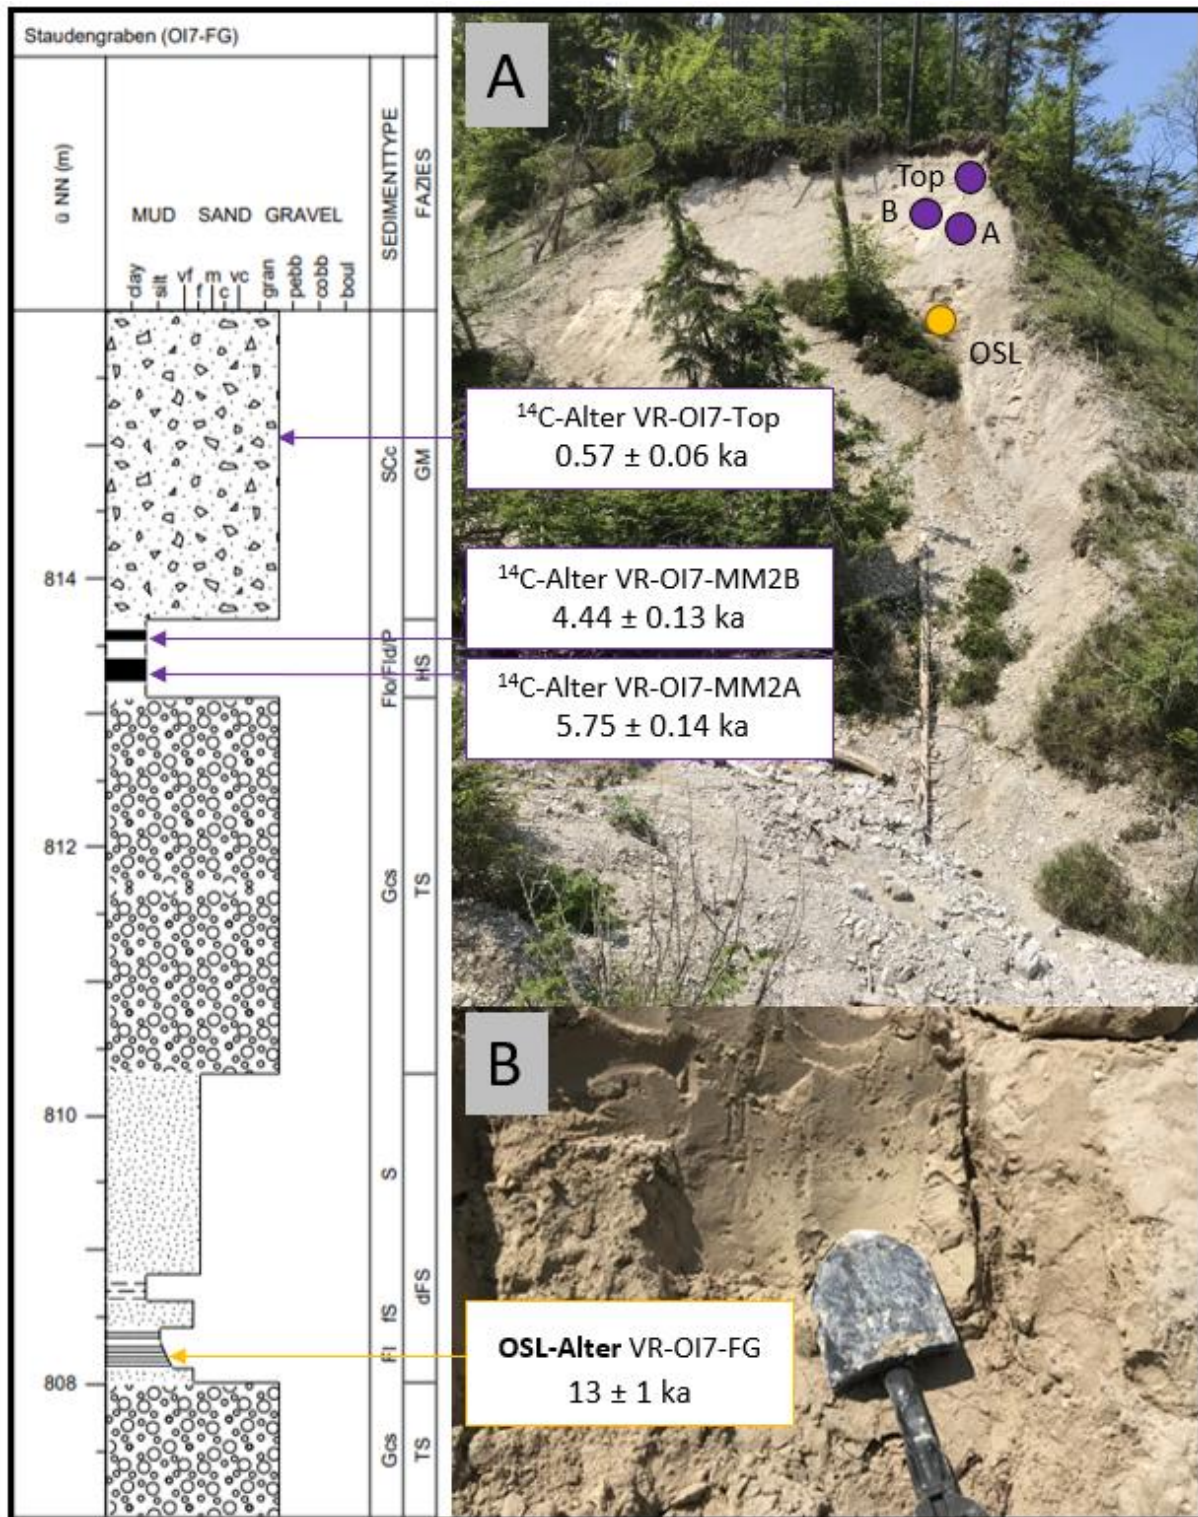 Staudengraben (OI7-FG)
ü NN (m)
MUD SAND GRAVEL
clay
silt
vf
f
m
c
vc
gran
pebb
cobb
boul
SEDIMENTTYPE
FAZIES
814
812
810
808
SCc
GM
Flo/Fld/P
HS
Gcs
TS
S
fS
Fl
dFS
Gcs
TS
A
Top
B
A
OSL
¹⁴C-Alter VR-OI7-Top
0.57 ± 0.06 ka
¹⁴C-Alter VR-OI7-MM2B
4.44 ± 0.13 ka
¹⁴C-Alter VR-OI7-MM2A
5.75 ± 0.14 ka
B
OSL-Alter VR-OI7-FG
13 ± 1 ka